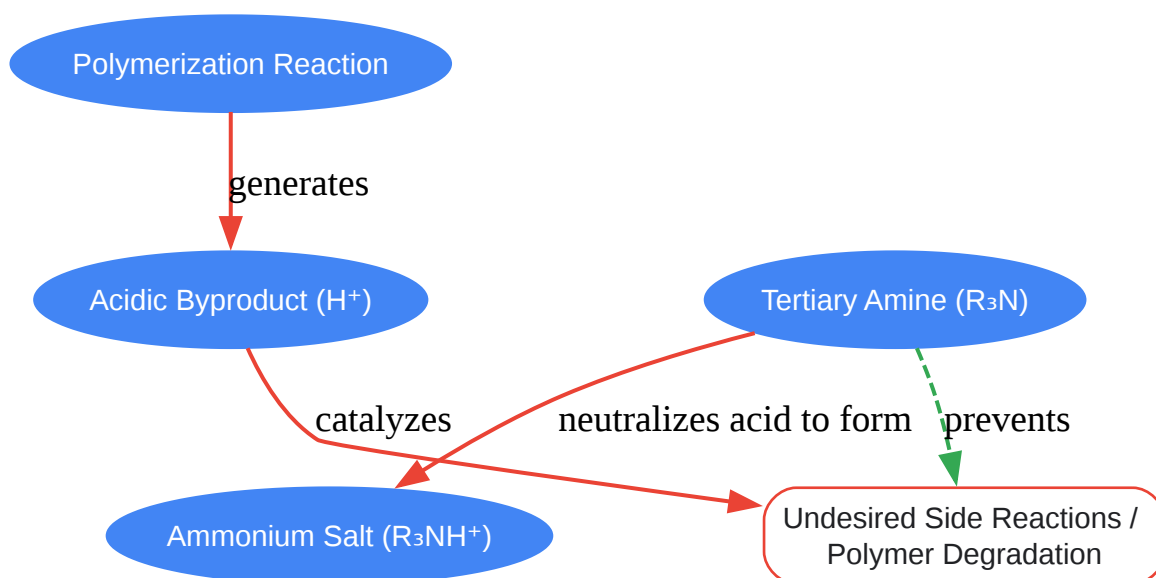 Polymerization Reaction
generates
Acidic Byproduct (H⁺)
Tertiary Amine (R₃N)
catalyzes
neutralizes acid to form
prevents
Ammonium Salt (R₃NH⁺)
Undesired Side Reactions /
Polymer Degradation